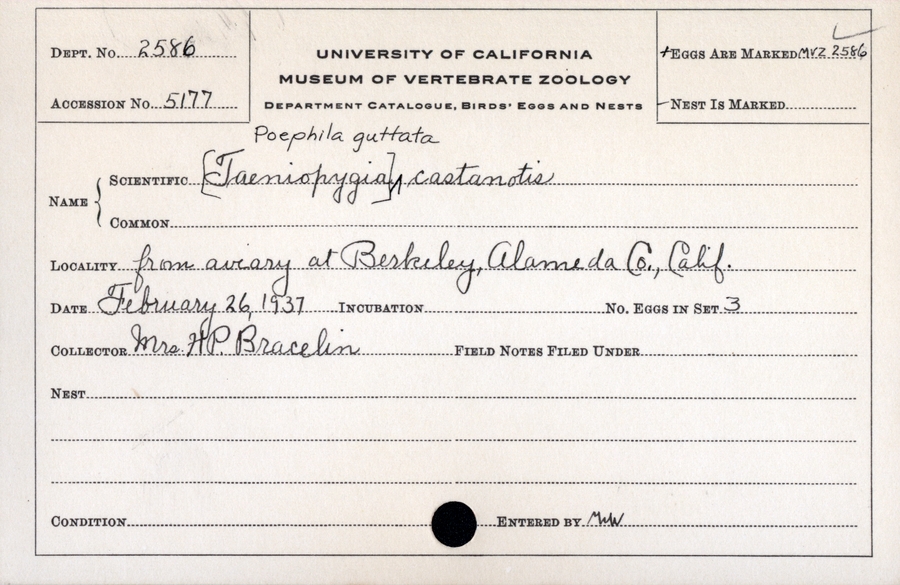 DEPT. NO. 2586
ACCESSION NO. 5177
UNIVERSITY OF CALIFORNIA
MUSEUM OF VERTEBRATE ZOOLOGY
DEPARTMENT CATALOGUE, BIRDS' EGGS AND NESTS
+EGGS ARE MARKED MVZ 2586
NEST IS MARKED
Poephila guttata
NAME
SCIENTIFIC [Taeniopygia] castanotis
COMMON
LOCALITY from aviary at Berkeley, Alameda Co., Calif.
DATE February 26, 1937 INCUBATION NO. EGGS IN SET 3
COLLECTOR Mrs. H.P. Bracelin FIELD NOTES FILED UNDER
NEST
CONDITION ENTERED BY